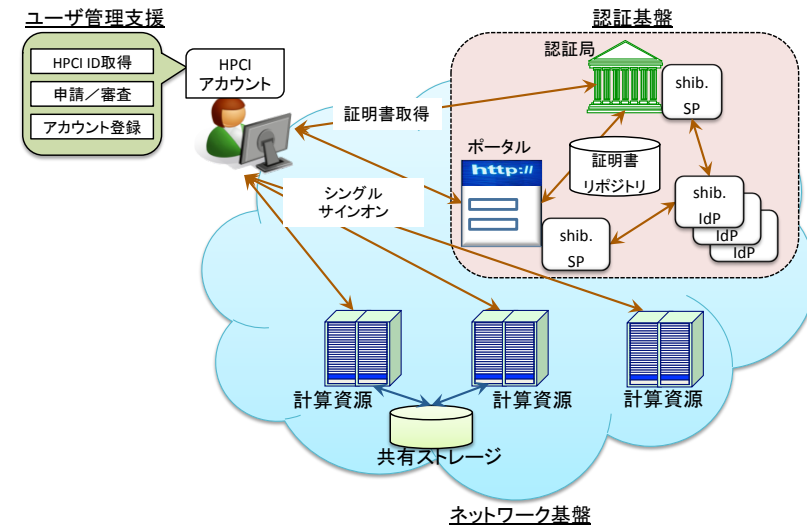 ユーザ管理支援
HPCI ID取得
申請／審査
アカウント登録
HPCI
アカウント
認証基盤
認証局
shib.
SP
証明書取得
ポータル
http://
証明書
リポジトリ
シングル
サインオン
shib.
IdP
IdP
IdP
shib.
SP
計算資源
計算資源
計算資源
共有ストレージ
ネットワーク基盤